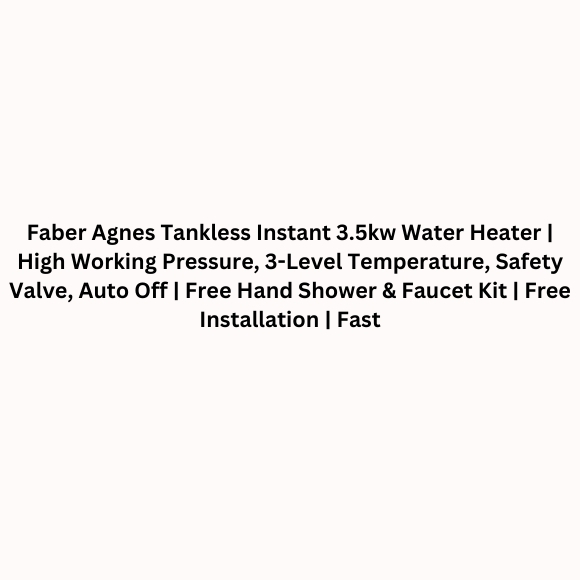 Faber Agnes Tankless Instant 3.5kw Water Heater |
High Working Pressure, 3-Level Temperature, Safety
Valve, Auto Off | Free Hand Shower & Faucet Kit | Free
Installation | Fast